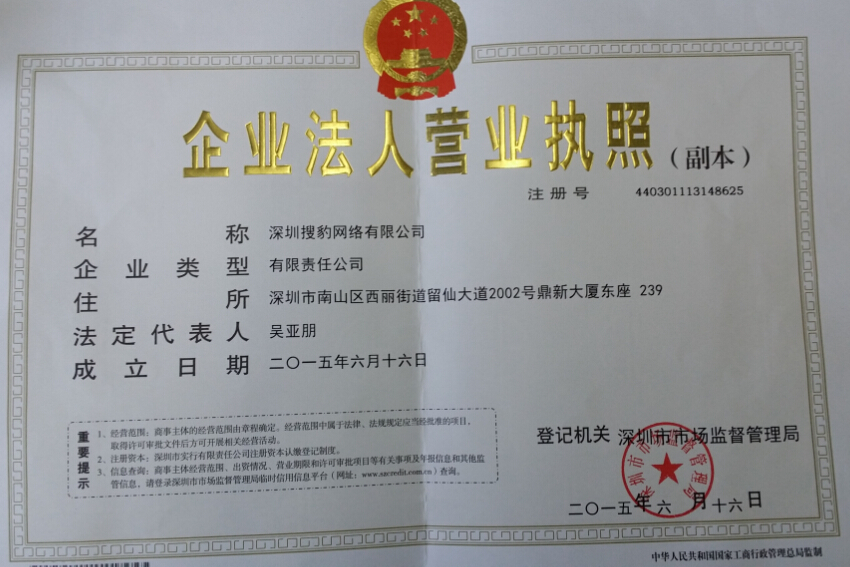 企业法人营业执照（副本）
注册号 440301113148625
名称 深圳搜豹网络有限公司
企业类型 有限责任公司
住所 深圳市南山区西丽街道留仙大道2002号鼎新大厦东座 239
法定代表人 吴亚朋
成立日期 二〇一五年六月十六日
重要提示
1、经营范围：商事主体的经营范围由章程确定。经营范围中属于法律、法规规定应当经批准的项目，
取得许可审批文件后方可开展相关经营活动。
2、注册资本：深圳市实行有限责任公司注册资本认缴登记制度。
3、信息查询：商事主体经营范围、出资情况、营业期限和许可审批项目等有关事项及年报信息和其他监
管信息，请登录深圳市市场监督管理局临时信用信息平台（网址：www.szcredit.com.cn）查询。
登记机关 深圳市市场监督管理局
深圳市市场监督管理局
二〇一五年六月十六日
中华人民共和国国家工商行政管理总局监制